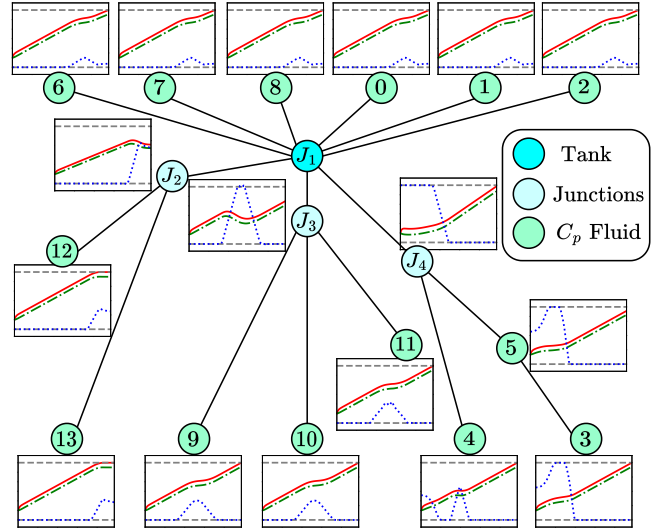 6 7 8 0 1 2
J₁
Tank
J₂
Junctions
J₃
Cₚ Fluid
12
J₄
11
5
13 9 10 4 3